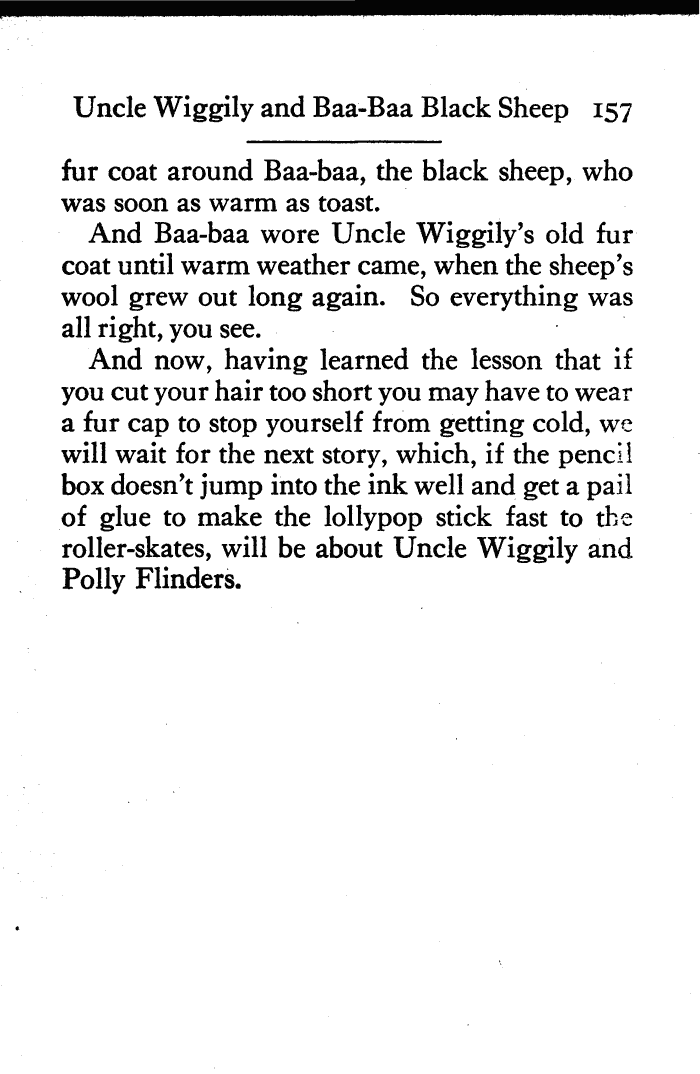 Uncle Wiggily and Baa-Baa Black Sheep 157
fur coat around Baa-baa, the black sheep, who
was soon as warm as toast.
And Baa-baa wore Uncle Wiggily's old fur
coat until warm weather came, when the sheep's
wool grew out long again. So everything was
all right, you see.
And now, having learned the lesson that if
you cut your hair too short you may have to wear
a fur cap to stop yourself from getting cold, we
will wait for the next story, which, if the pencil
box doesn't jump into the ink well and get a pail
of glue to make the lollypop stick fast to the
roller-skates, will be about Uncle Wiggily and
Polly Flinders.